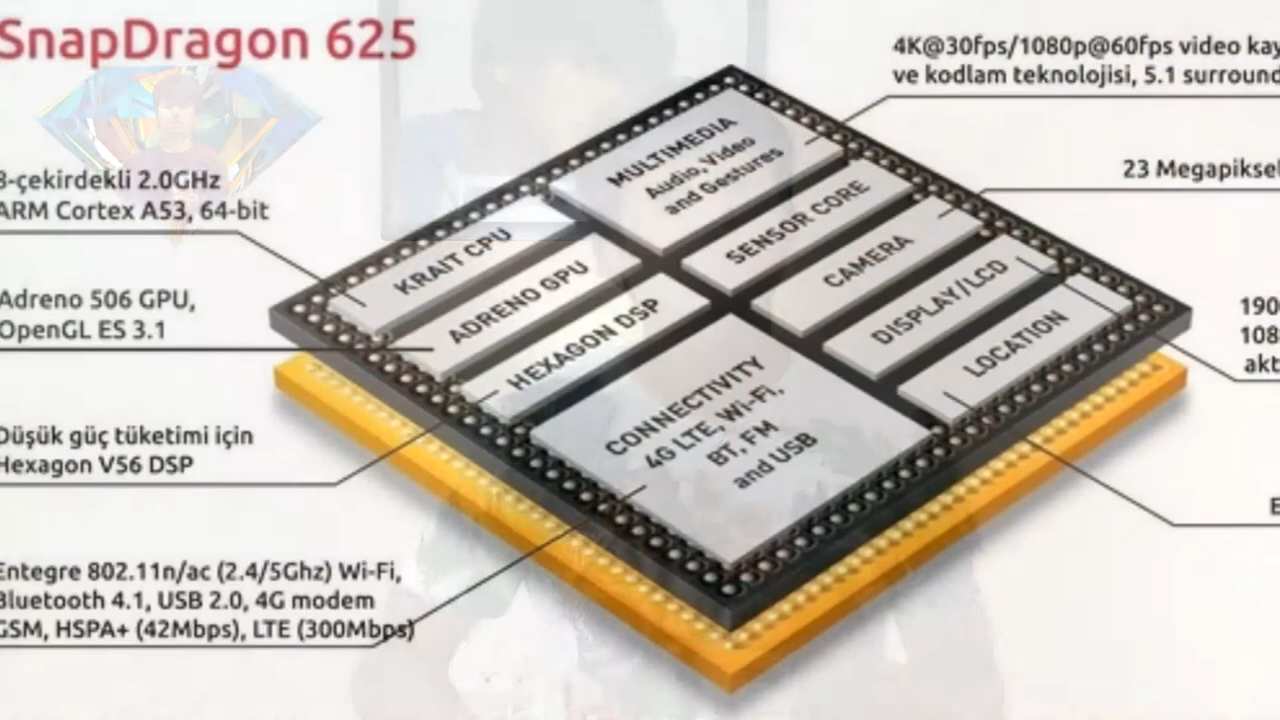 SnapDragon 625
8-çekirdekli 2.0GHz
ARM Cortex A53, 64-bit
Adreno 506 GPU,
OpenGL ES 3.1
Düşük güç tüketimi için
Hexagon V56 DSP
Entegre 802.11n/ac (2.4/5Ghz) Wi-Fi,
Bluetooth 4.1, USB 2.0, 4G modem
GSM, HSPA+ (42Mbps), LTE (300Mbps)
MULTIMEDIA
Audio, Video
and Gestures
KRAIT CPU
ADRENO GPU
HEXAGON DSP
CONNECTIVITY
4G LTE, Wi-Fi,
BT, FM
and USB
SENSOR CORE
CAMERA
DISPLAY/LCD
LOCATION
4K@30fps/1080p@60fps video kay
ve kodlam teknolojisi, 5.1 surround
23 Megapiksel
190
108
akt
E